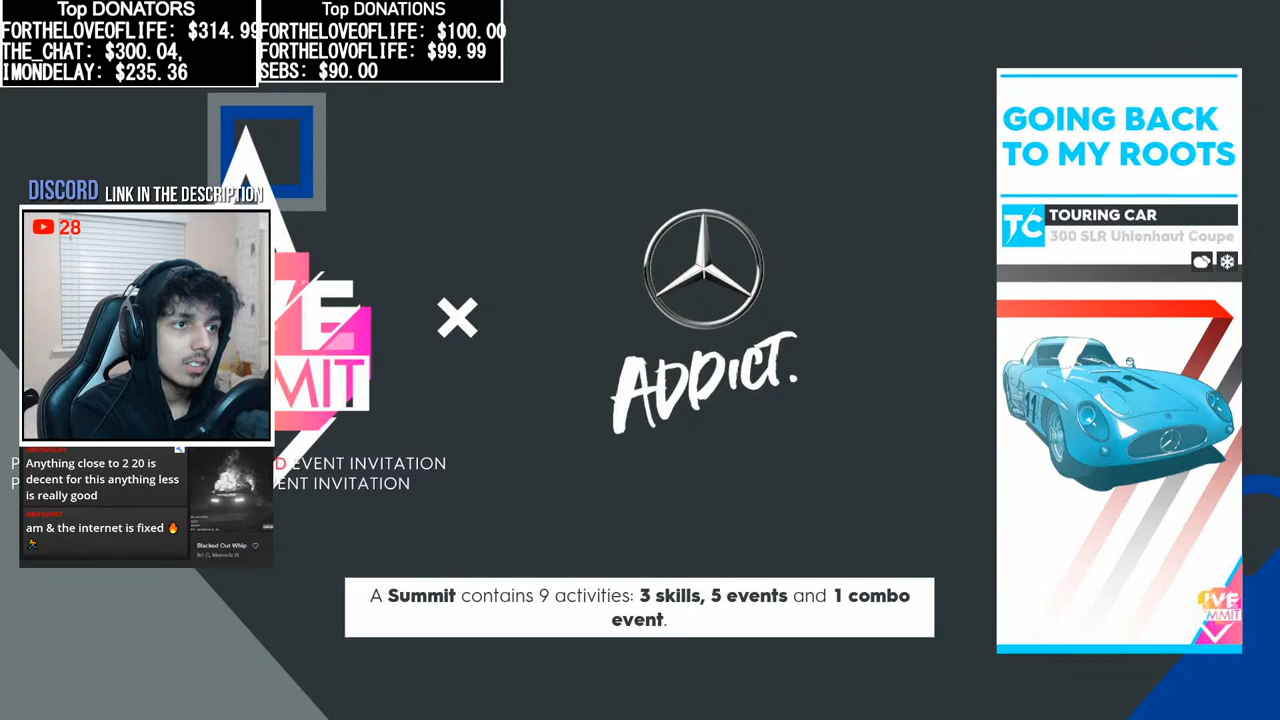 Top DONATORS
FORTHELOVEOFLIFE: $314.99
THE_CHAT: $300.04,
IMONDELAY: $235.36
Top DONATIONS
FORTHELOVEOFLIFE: $100.00
FORTHELOVOFLIFE: $99.99
SEBS: $90.00
DISCORD LINK IN THE DESCRIPTION
28
Anything close to 2 20 is
decent for this anything less
is really good
am & the internet is fixed
Blacked Out Whip
EVENT INVITATION
ENT INVITATION
ADDICT.
GOING BACK
TO MY ROOTS
TC TOURING CAR
300 SLR Uhlenhaut Coupe
11
A Summit contains 9 activities: 3 skills, 5 events and 1 combo
event.